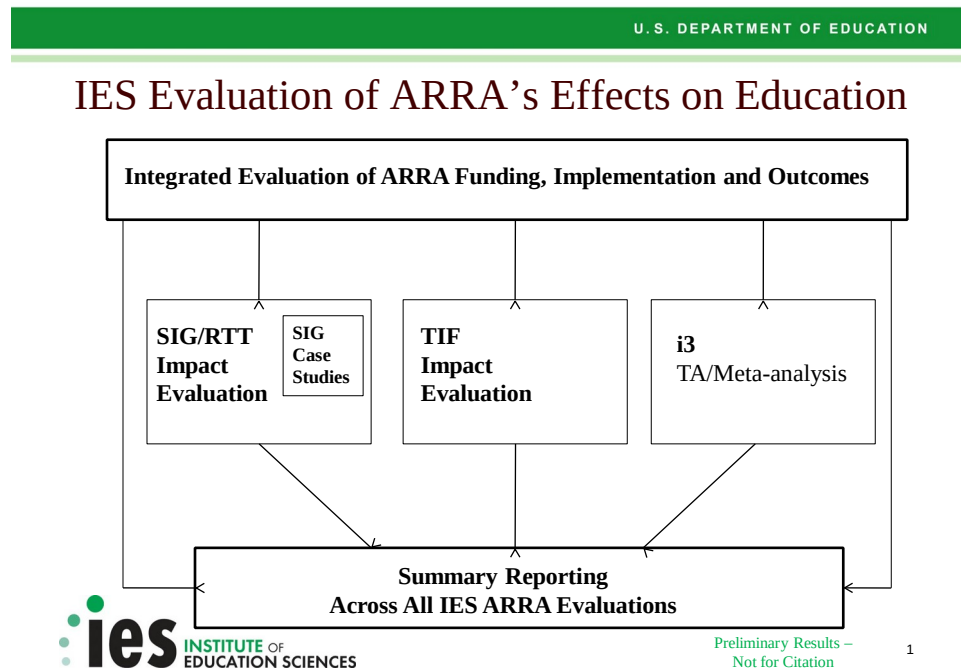 U.S. DEPARTMENT OF EDUCATION
IES Evaluation of ARRA's Effects on Education
Integrated Evaluation of ARRA Funding, Implementation and Outcomes
SIG/RTT
Impact
Evaluation
SIG
Case
Studies
TIF
Impact
Evaluation
i3
TA/Meta-analysis
Summary Reporting
Across All IES ARRA Evaluations
ies
INSTITUTE OF
EDUCATION SCIENCES
Preliminary Results –
Not for Citation
1